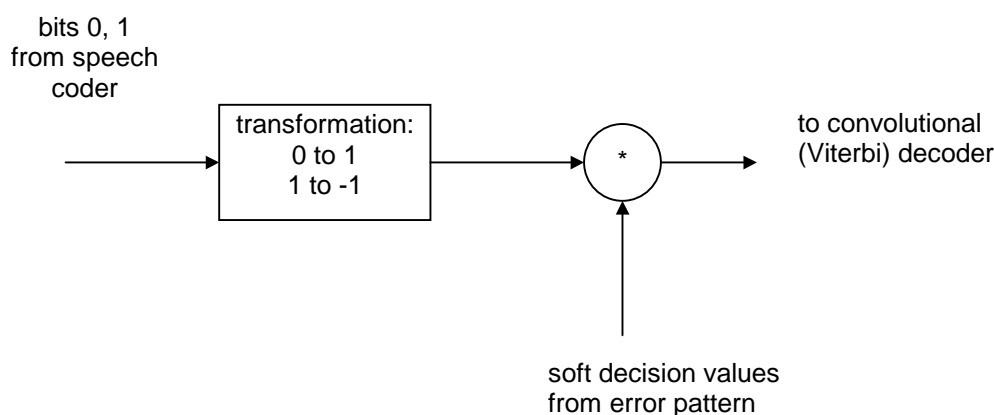 bits 0, 1
from speech
coder
transformation:
0 to 1
1 to -1
*
to convolutional
(Viterbi) decoder
soft decision values
from error pattern